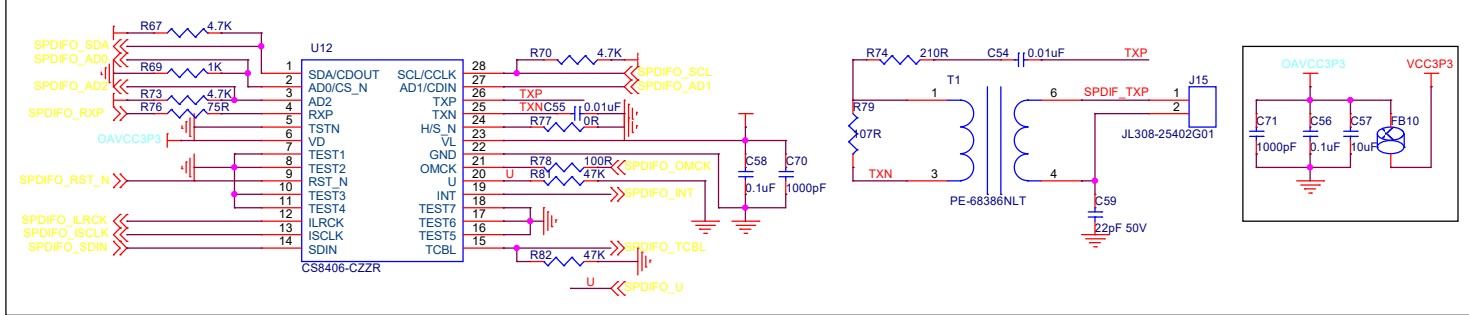 R67 4.7K
SPDIFO_SDA
SPDIFO_AD0
R69 1K
SPDIFO_AD2
R73 4.7K
SPDIFO_RXP R76 75R
OAVCC3P3
SPDIFO_RST_N
SPDIFO_ILRCK
SPDIFO_ISCLK
SPDIFO_SDIN
U12
1 SDA/CDOUT SCL/CCLK 28
2 AD0/CS_N AD1/CDIN 27
3 AD2 TXP 26
4 RXP TXN 25
5 TSTN H/S_N 24
6 VD VL 23
7 TEST1 GND 22
8 TEST2 OMCK 21
9 RST_N U 20
10 TEST3 INT 19
11 TEST4 TEST7 18
12 ILRCK TEST6 17
13 ISCLK TEST5 16
14 SDIN TCBL 15
CS8406-CZZR
R70 4.7K
SPDIFO_SCL
SPDIFO_AD1
TXP
TXN C55 0.01uF
R77 0R
R78 100R SPDIFO_OMCK
U R81 47K
SPDIFO_INT
SPDIFO_TCBL
R82 47K
U SPDIFO_U
C58 C70
0.1uF 1000pF
R74 210R C54 0.01uF TXP
T1
R79
107R
1 6 SPDIF_TXP
TXN 3 4
PE-68386NLT
J15
1
2
JL308-25402G01
C59
22pF 50V
OAVCC3P3 VCC3P3
C71 C56 C57 FB10
1000pF 0.1uF 10uF